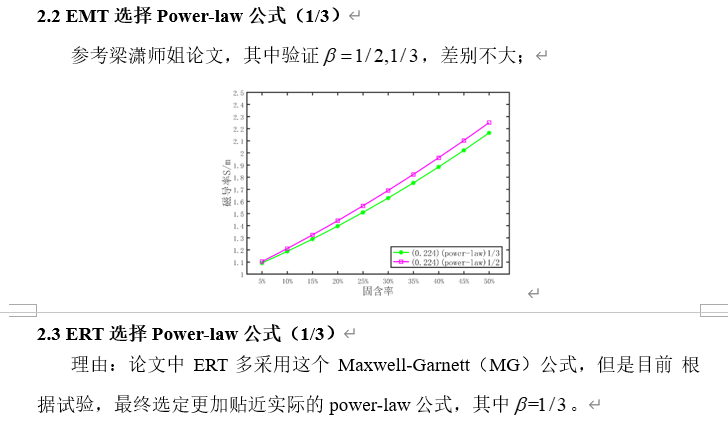 2.2 EMT 选择 Power-law 公式（1/3）
参考梁潇师姐论文，其中验证 β=1/2,1/3，差别不大；
2.5
2.4
2.3
2.2
2.1
2
1.9
1.8
1.7
1.6
1.5
1.4
1.3
1.2
1.1
1
磁导率S/m
(0.224)(power-law)1/3
(0.224)(power-law)1/2
5% 10% 15% 20% 25% 30% 35% 40% 45% 50%
固含率
2.3 ERT 选择 Power-law 公式（1/3）
理由：论文中 ERT 多采用这个 Maxwell-Garnett（MG）公式，但是目前 根
据试验，最终选定更加贴近实际的 power-law 公式，其中 β=1/3。